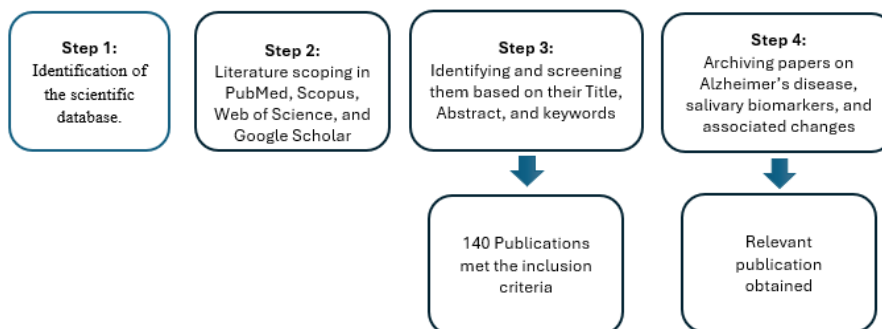 Step 1:
Identification of
the scientific
database.
Step 2:
Literature scoping in
PubMed, Scopus,
Web of Science, and
Google Scholar
Step 3:
Identifying and screening
them based on their Title,
Abstract, and keywords
Step 4:
Archiving papers on
Alzheimer's disease,
salivary biomarkers, and
associated changes
140 Publications
met the inclusion
criteria
Relevant
publication
obtained